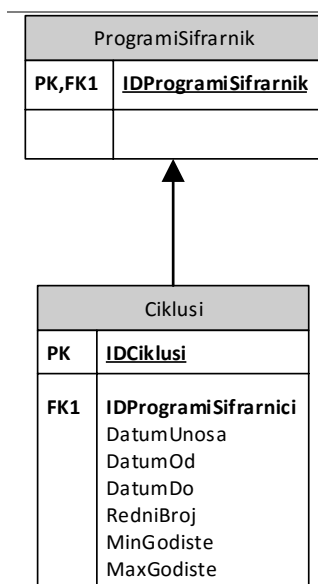 ProgramiSifrarnik
PK,FK1 IDProgramiSifrarnik
Ciklusi
PK IDCiklusi
FK1 IDProgramiSifrarnici
DatumUnosa
DatumOd
DatumDo
RedniBroj
MinGodiste
MaxGodiste